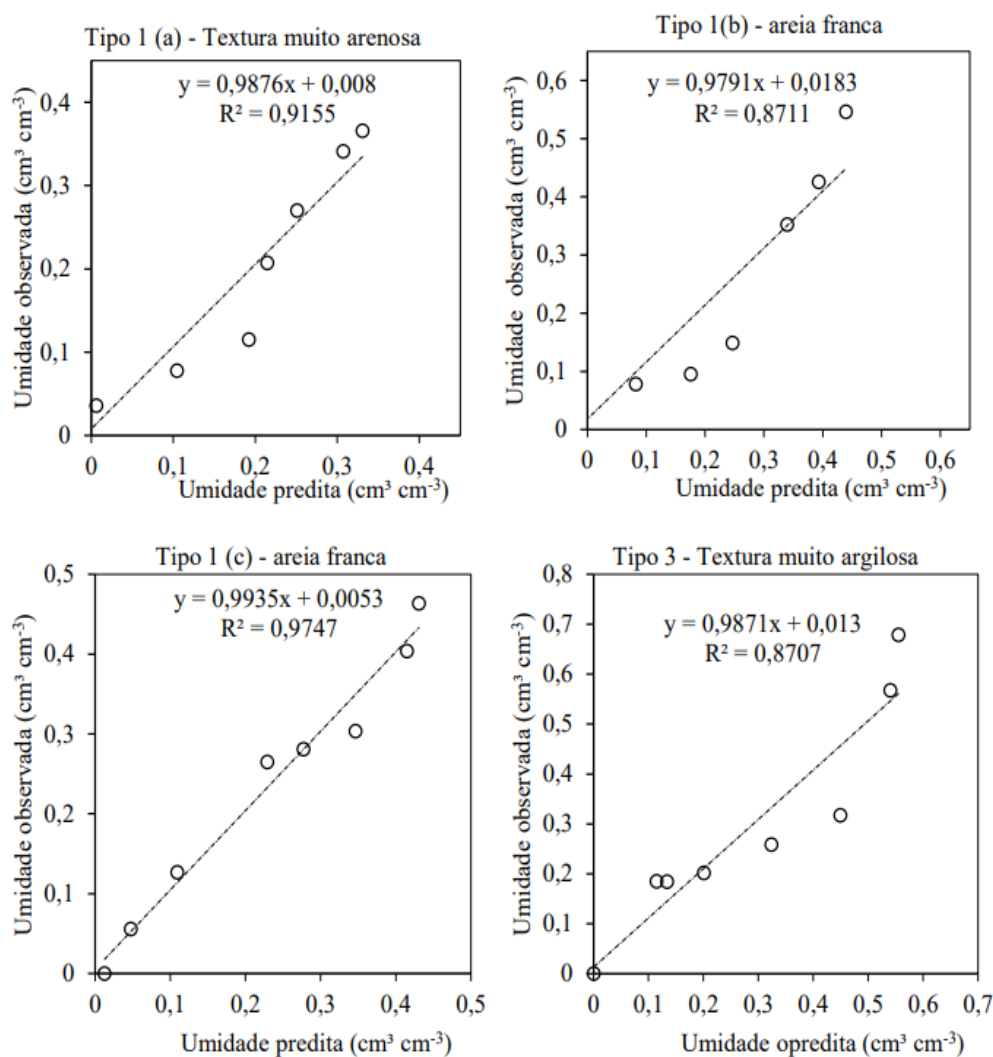 Tipo 1 (a) - Textura muito arenosa
y = 0,9876x + 0,008
R² = 0,9155
Umidade observada (cm³ cm⁻³)
0,4
0,3
0,2
0,1
0
0 0,1 0,2 0,3 0,4
Umidade predita (cm³ cm⁻³)
Tipo 1(b) - areia franca
y = 0,9791x + 0,0183
R² = 0,8711
Umidade observada (cm³ cm⁻³)
0,6
0,5
0,4
0,3
0,2
0,1
0
0 0,1 0,2 0,3 0,4 0,5 0,6
Umidade predita (cm³ cm⁻³)
Tipo 1 (c) - areia franca
y = 0,9935x + 0,0053
R² = 0,9747
Umidade observada (cm³ cm⁻³)
0,5
0,4
0,3
0,2
0,1
0
0 0,1 0,2 0,3 0,4 0,5
Umidade predita (cm³ cm⁻³)
Tipo 3 - Textura muito argilosa
y = 0,9871x + 0,013
R² = 0,8707
Umidade observada (cm³ cm⁻³)
0,8
0,7
0,6
0,5
0,4
0,3
0,2
0,1
0
0 0,1 0,2 0,3 0,4 0,5 0,6 0,7
Umidade opredita (cm³ cm⁻³)